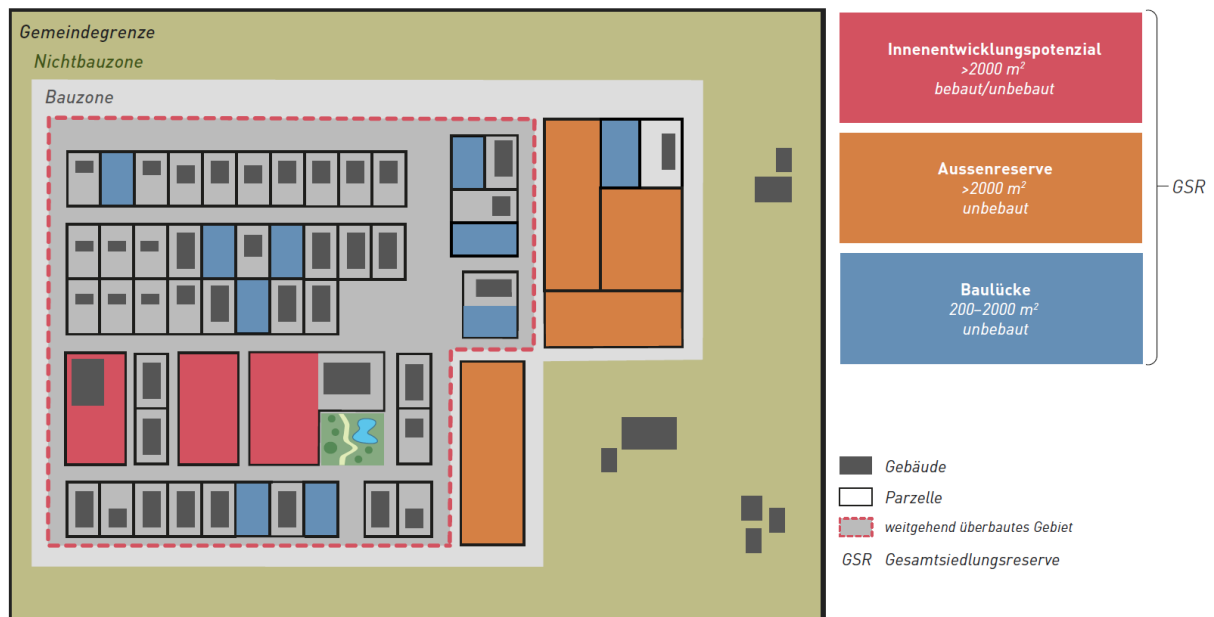 Gemeindegrenze
Nichtbauzone
Bauzone
Innenentwicklungspotenzial
>2000 m²
bebaut/unbebaut
Aussenreserve
>2000 m²
unbebaut
Baulücke
200–2000 m²
unbebaut
GSR
Gebäude
Parzelle
weitgehend überbautes Gebiet
GSR Gesamtsiedlungsreserve